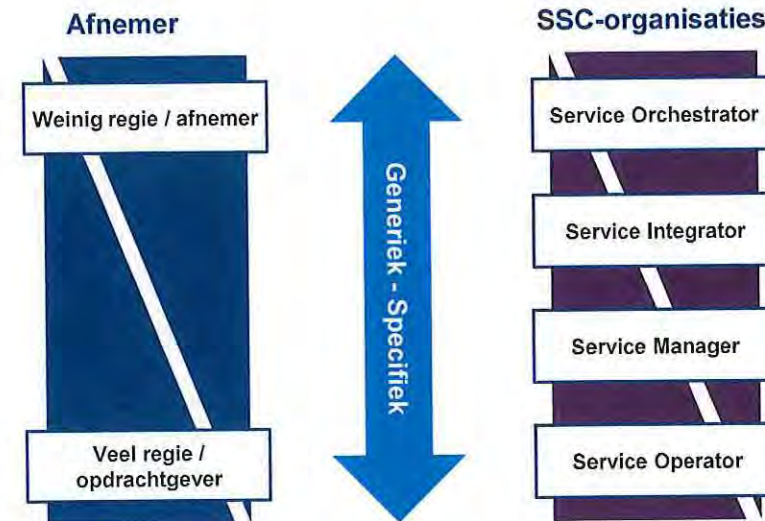 Afnemer
Weinig regie / afnemer
Veel regie /
opdrachtgever
Generiek - Specifiek
SSC-organisaties
Service Orchestrator
Service Integrator
Service Manager
Service Operator